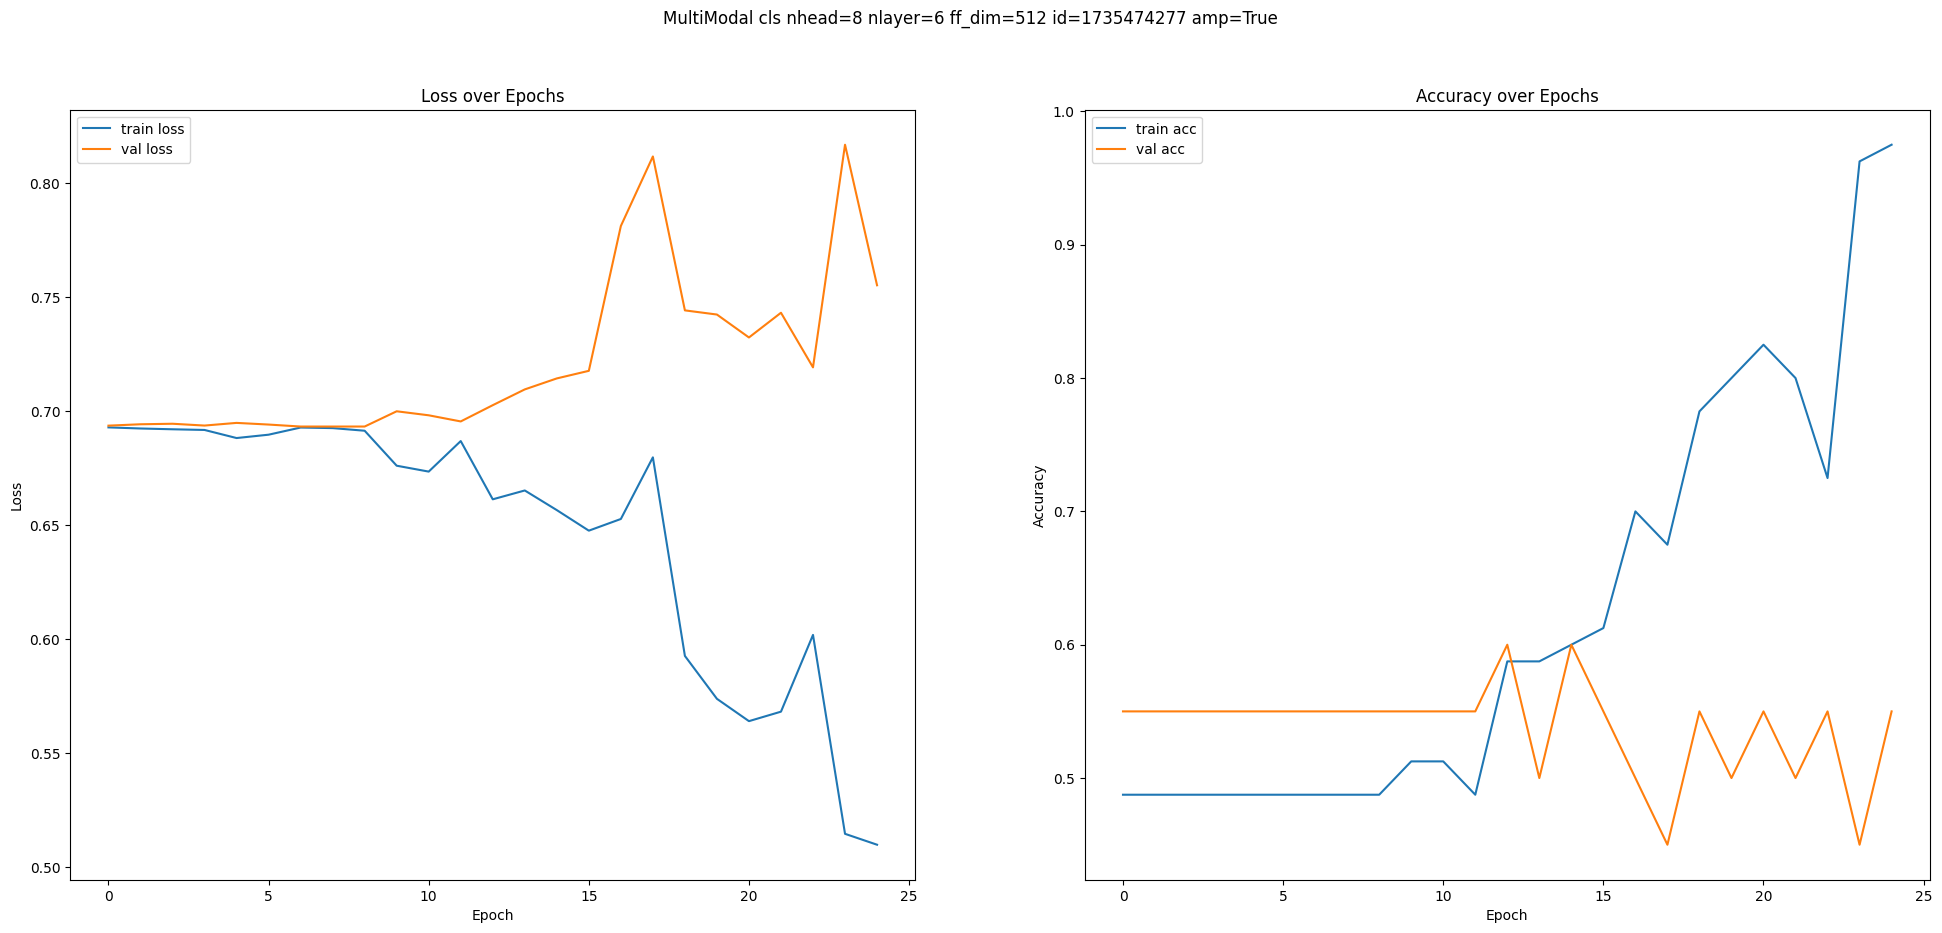 MultiModal cls nhead=8 nlayer=6 ff_dim=512 id=1735474277 amp=True
Loss over Epochs
train loss
val loss
0.80
0.75
0.70
0.65
0.60
0.55
0.50
Loss
0
5
10
15
20
25
Epoch
Accuracy over Epochs
train acc
val acc
1.0
0.9
0.8
0.7
0.6
0.5
Accuracy
0
5
10
15
20
25
Epoch